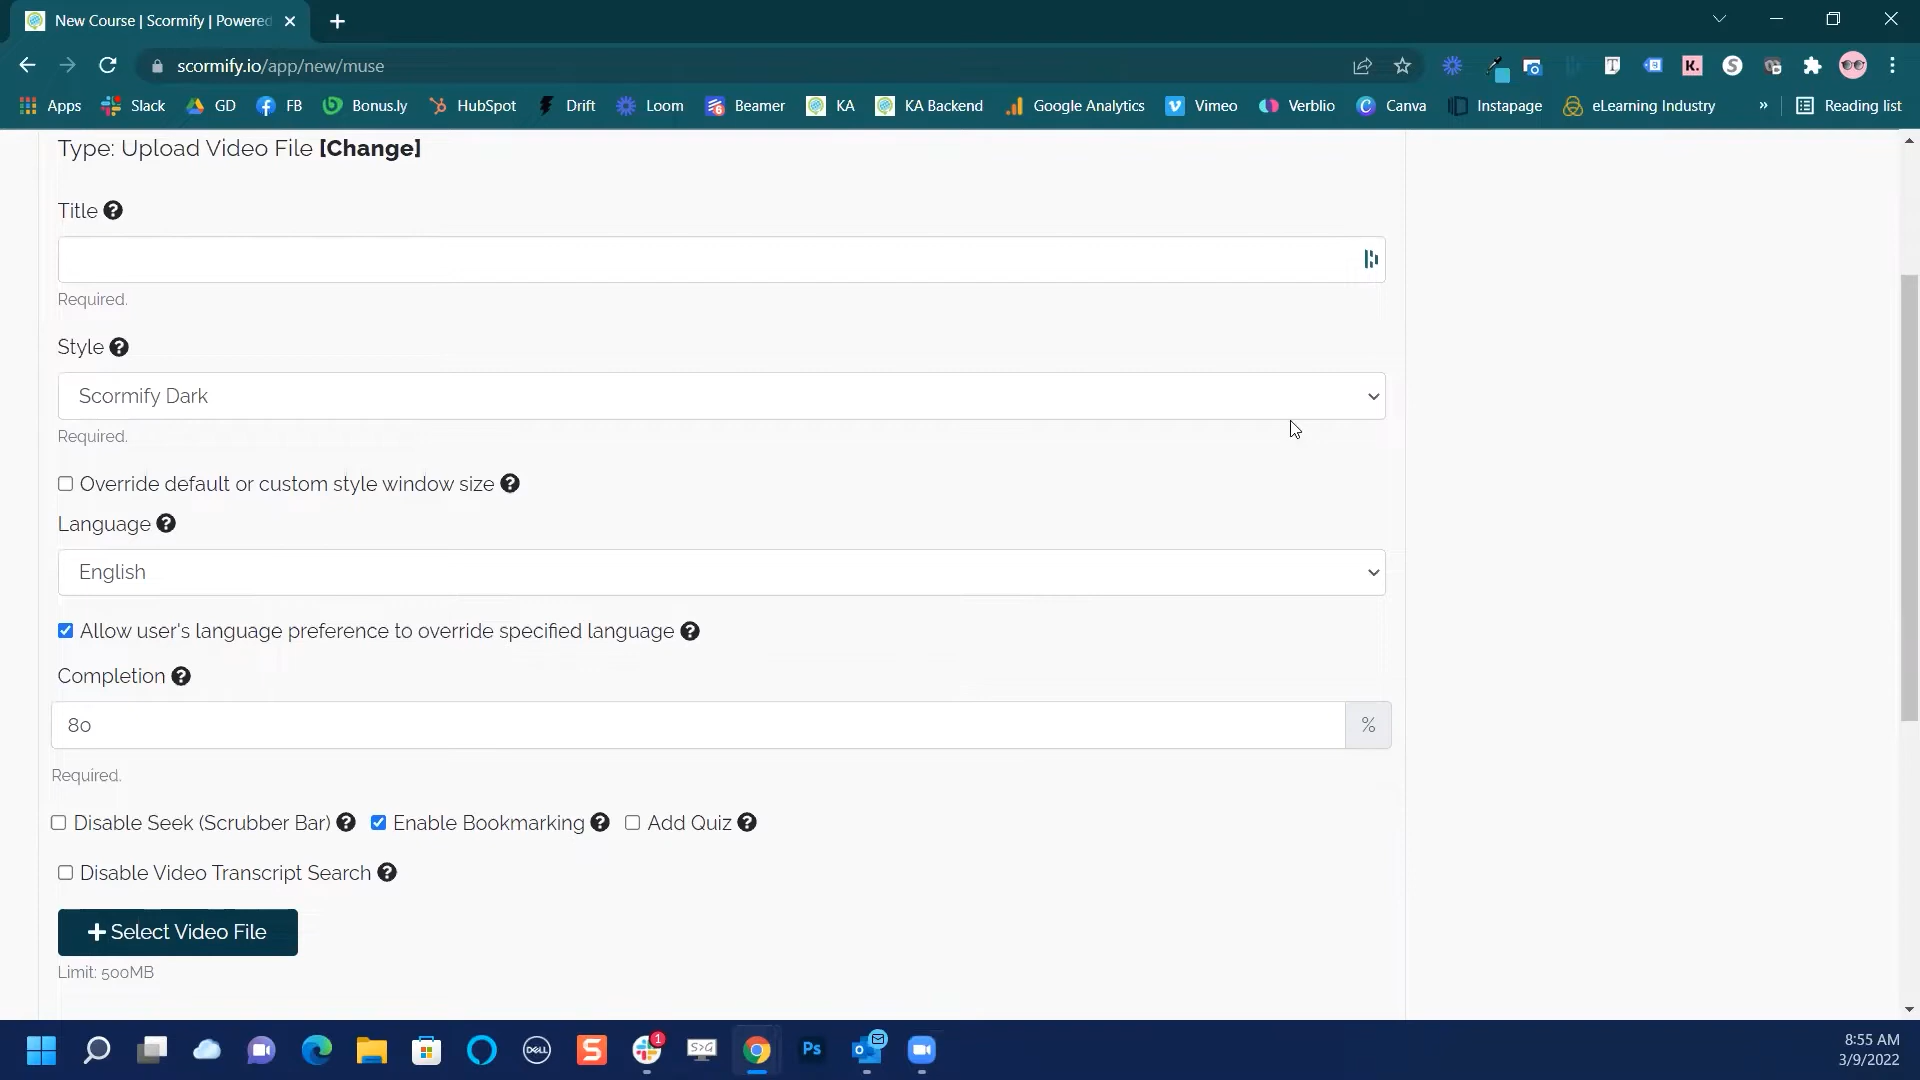 New Course | Scormify | Powered
scormify.io/app/new/muse
Apps Slack GD FB Bonus.ly HubSpot Drift Loom Beamer KA KA Backend Google Analytics Vimeo Verblio Canva Instapage eLearning Industry » Reading list
Type: Upload Video File [Change]
Title
Required.
Style
Scormify Dark
Required.
Override default or custom style window size
Language
English
Allow user's language preference to override specified language
Completion
80 %
Required.
Disable Seek (Scrubber Bar) Enable Bookmarking Add Quiz
Disable Video Transcript Search
+ Select Video File
Limit: 500MB
8:55 AM
3/9/2022